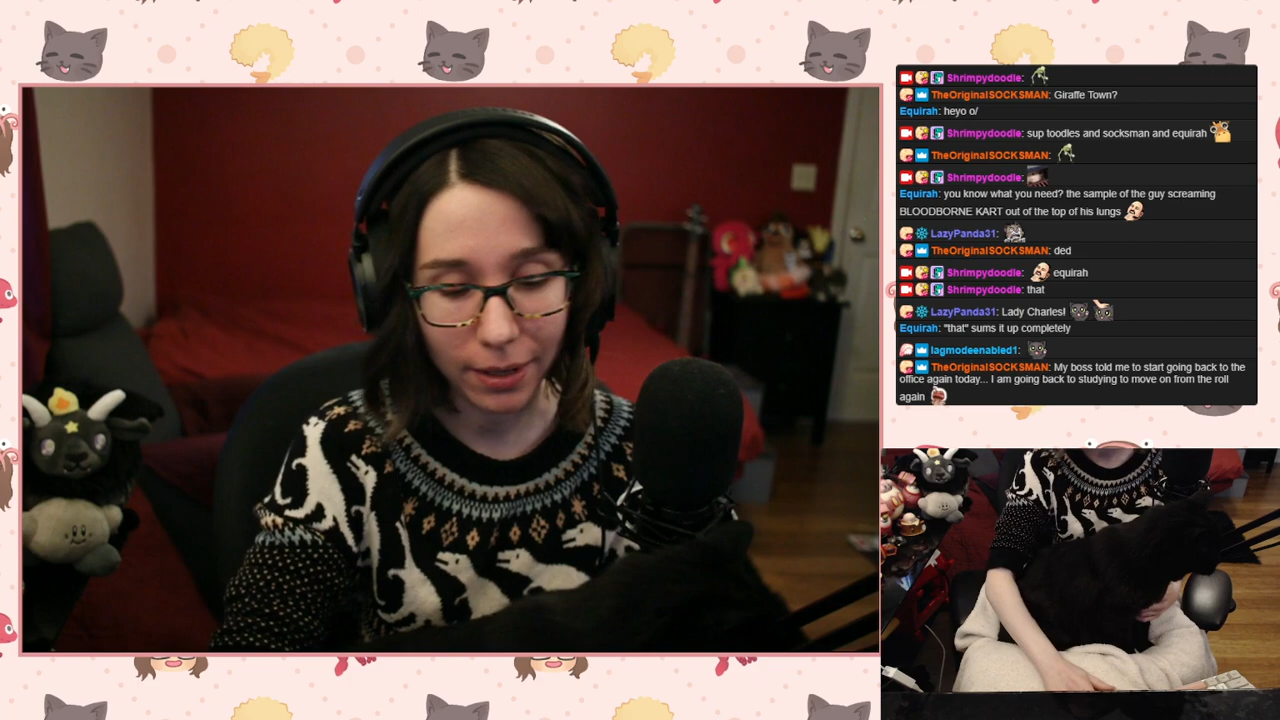 Shrimpydoodle:
TheOriginalSOCKSMAN: Giraffe Town?
Equirah: heyo o/
Shrimpydoodle: sup toodles and socksman and equirah
TheOriginalSOCKSMAN:
Shrimpydoodle:
Equirah: you know what you need? the sample of the guy screaming
BLOODBORNE KART out of the top of his lungs
LazyPanda31:
TheOriginalSOCKSMAN: ded
Shrimpydoodle: equirah
Shrimpydoodle: that
LazyPanda31: Lady Charles!
Equirah: "that" sums it up completely
lagmodeenabled1:
TheOriginalSOCKSMAN: My boss told me to start going back to the
office again today... I am going back to studying to move on from the roll
again